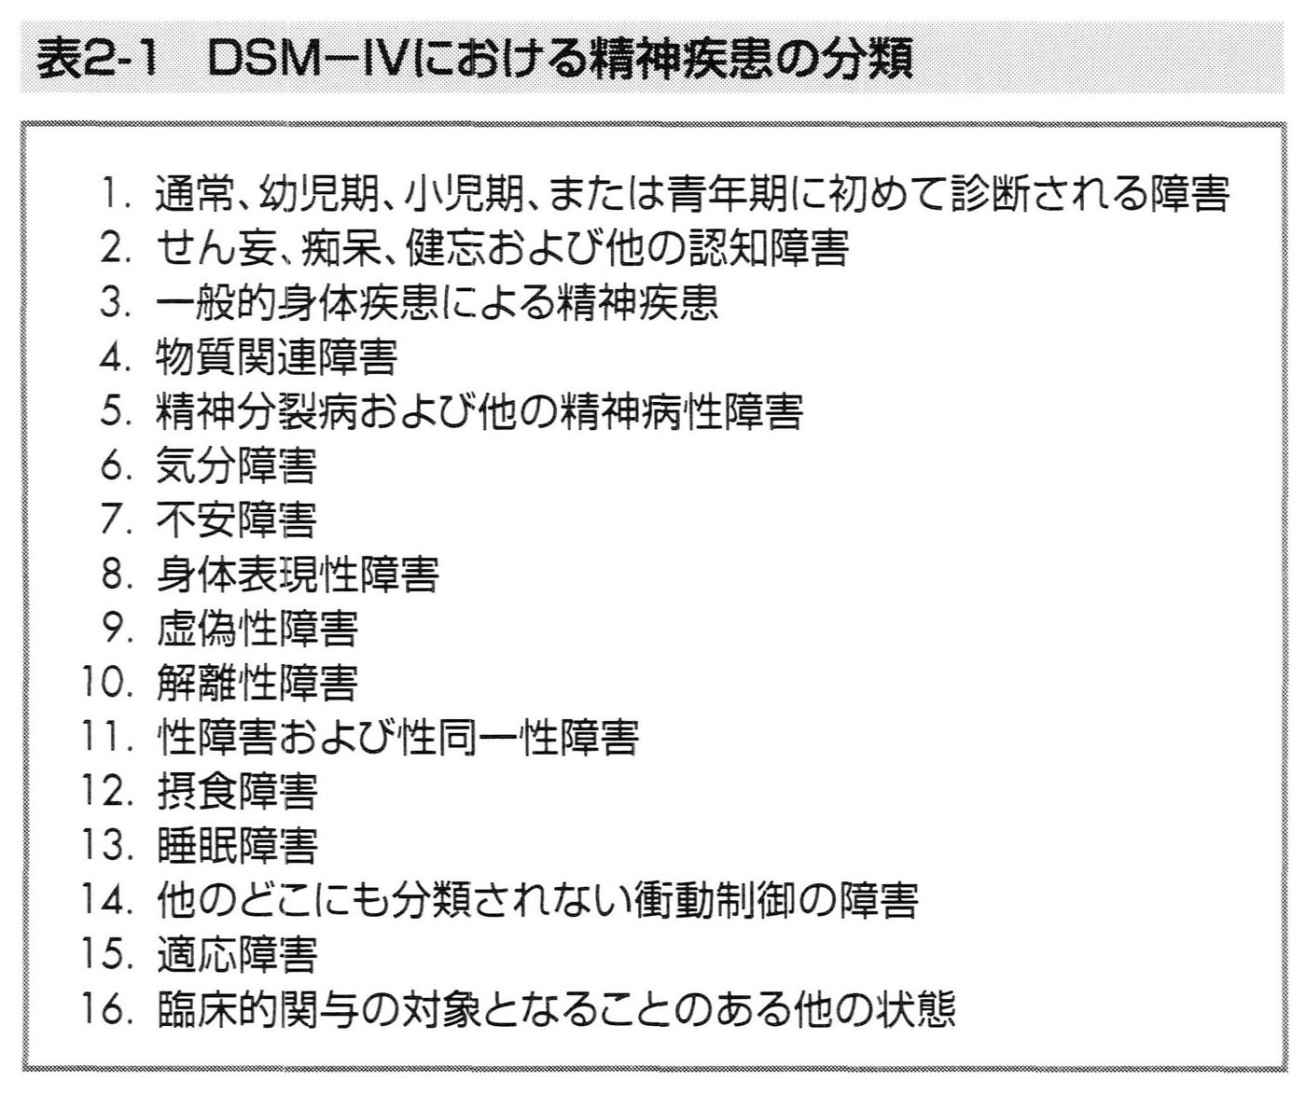 表2-1 DSM－IVにおける精神疾患の分類
1. 通常、幼児期、小児期、または青年期に初めて診断される障害
2. せん妄、痴呆、健忘および他の認知障害
3. 一般的身体疾患による精神疾患
4. 物質関連障害
5. 精神分裂病および他の精神病性障害
6. 気分障害
7. 不安障害
8. 身体表現性障害
9. 虚偽性障害
10. 解離性障害
11. 性障害および性同一性障害
12. 摂食障害
13. 睡眠障害
14. 他のどこにも分類されない衝動制御の障害
15. 適応障害
16. 臨床的関与の対象となることのある他の状態